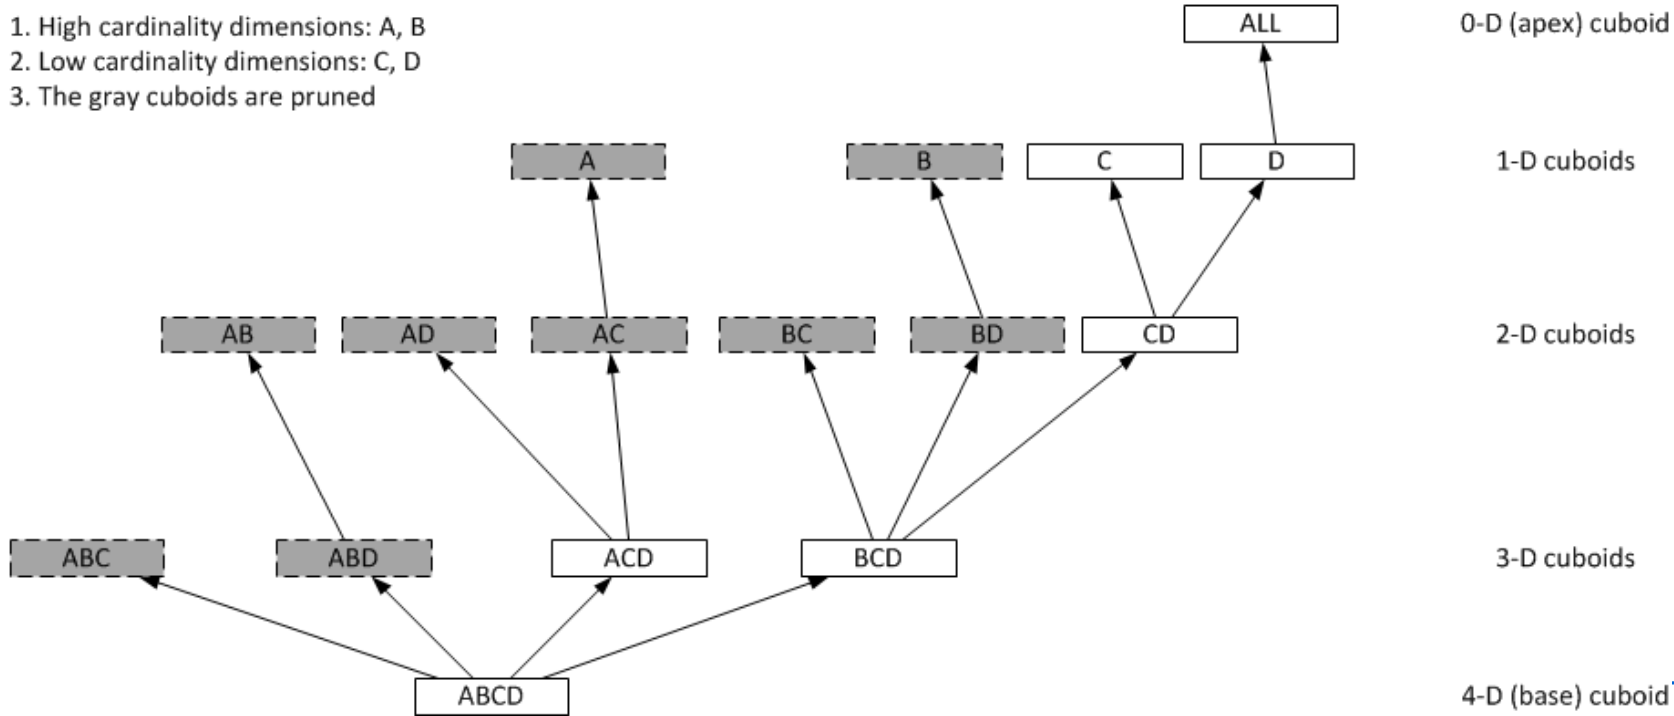 1. High cardinality dimensions: A, B
2. Low cardinality dimensions: C, D
3. The gray cuboids are pruned
ALL
0-D (apex) cuboid
A
B
C
D
1-D cuboids
AB
AD
AC
BC
BD
CD
2-D cuboids
ABC
ABD
ACD
BCD
3-D cuboids
ABCD
4-D (base) cuboid